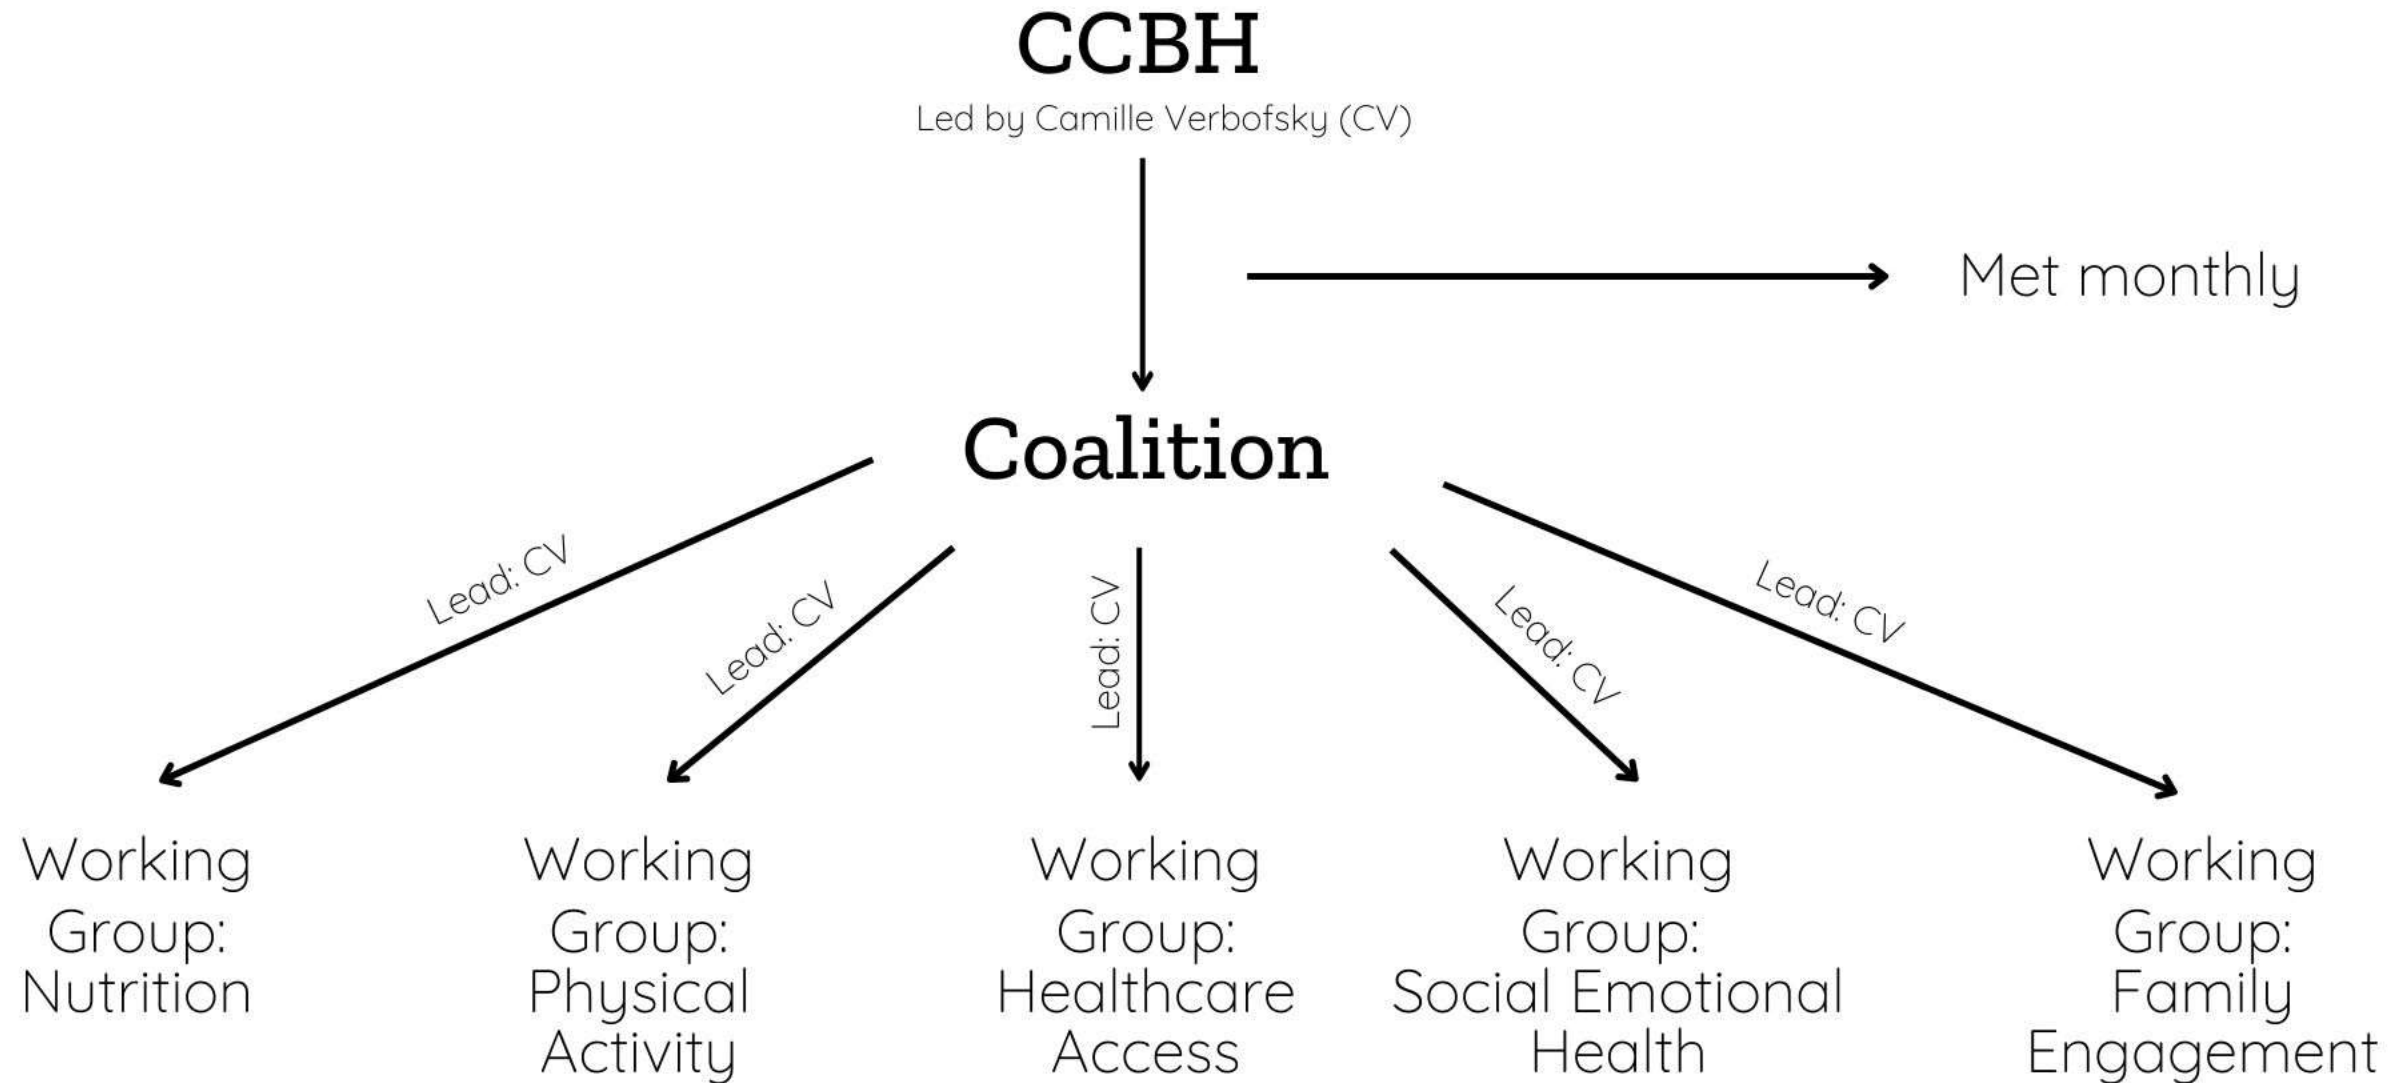 CCBH
Led by Camille Verbofsky (CV)
Met monthly
Coalition
Lead: CV
Lead: CV
Lead: CV
Lead: CV
Lead: CV
Working
Group:
Nutrition
Working
Group:
Physical
Activity
Working
Group:
Healthcare
Access
Working
Group:
Social Emotional
Health
Working
Group:
Family
Engagement